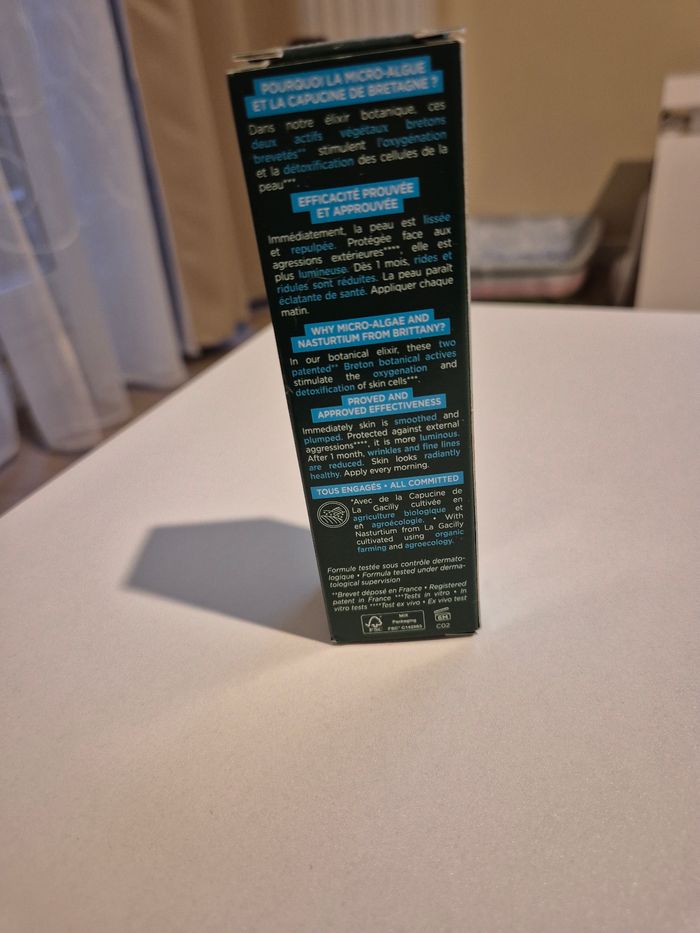 POURQUOI LA MICRO-ALGUE
ET LA CAPUCINE DE BRETAGNE ?
Dans notre élixir botanique, ces
deux actifs végétaux bretons
brevetés** stimulent l'oxygénation
et la détoxification des cellules de la
peau***.
EFFICACITÉ PROUVÉE
ET APPROUVÉE
Immédiatement, la peau est lissée
et repulpée. Protégée face aux
agressions extérieures****, elle est
plus lumineuse. Dès 1 mois, rides et
ridules sont réduites. La peau paraît
éclatante de santé. Appliquer chaque
matin.
WHY MICRO-ALGAE AND
NASTURTIUM FROM BRITTANY?
In our botanical elixir, these two
patented** Breton botanical actives
stimulate the oxygenation and
detoxification of skin cells***.
PROVED AND
APPROVED EFFECTIVENESS
Immediately skin is smoothed and
plumped. Protected against external
aggressions****, it is more luminous.
After 1 month, wrinkles and fine lines
are reduced. Skin looks radiantly
healthy. Apply every morning.
TOUS ENGAGÉS • ALL COMMITTED
*Avec de la Capucine de
La Gacilly cultivée en
agriculture biologique et
en agroécologie. • With
Nasturtium from La Gacilly
cultivated using organic
farming and agroecology.
Formule testée sous contrôle dermato-
logique • Formula tested under derma-
tological supervision
**Brevet déposé en France • Registered
patent in France ***Tests in vitro • In
vitro tests ****Test ex vivo • Ex vivo test
FSC
MIX
Packaging
FSC®
6M
C02